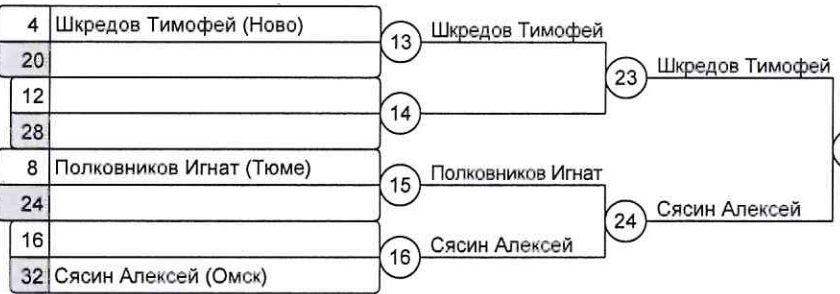 4 Шкредов Тимофей (Ново)
13 Шкредов Тимофей
20
23 Шкредов Тимофей
12
14
28
8 Полковников Игнат (Тюме)
15 Полковников Игнат
24
24 Сясин Алексей
16
16 Сясин Алексей
32 Сясин Алексей (Омск)